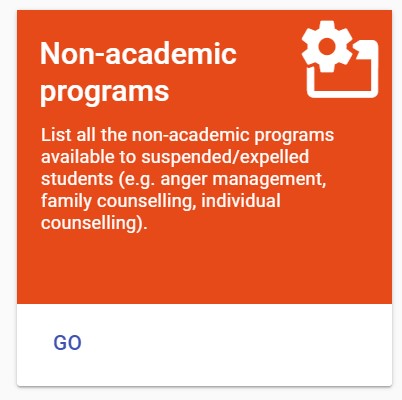 Non-academic
programs
List all the non-academic programs
available to suspended/expelled
students (e.g. anger management,
family counselling, individual
counselling).
GO